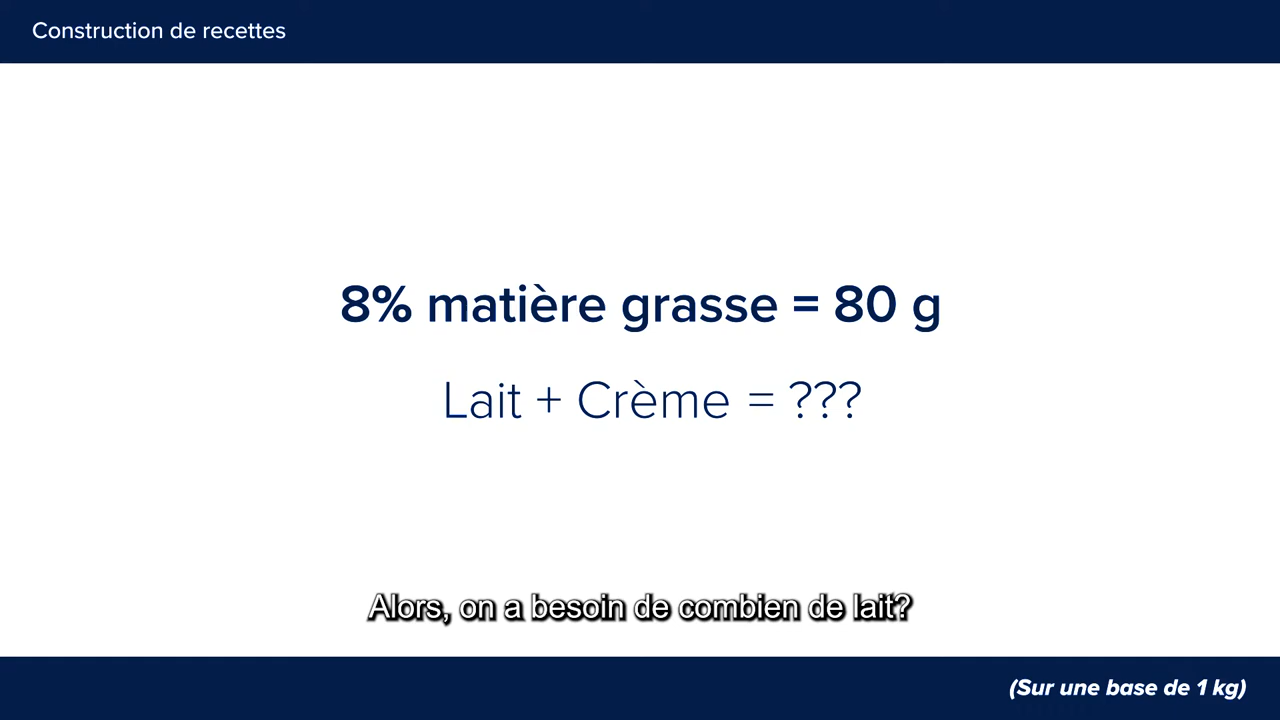 Construction de recettes
8% matière grasse = 80 g
Lait + Crème = ???
Alors, on a besoin de combien de lait?
(Sur une base de 1 kg)